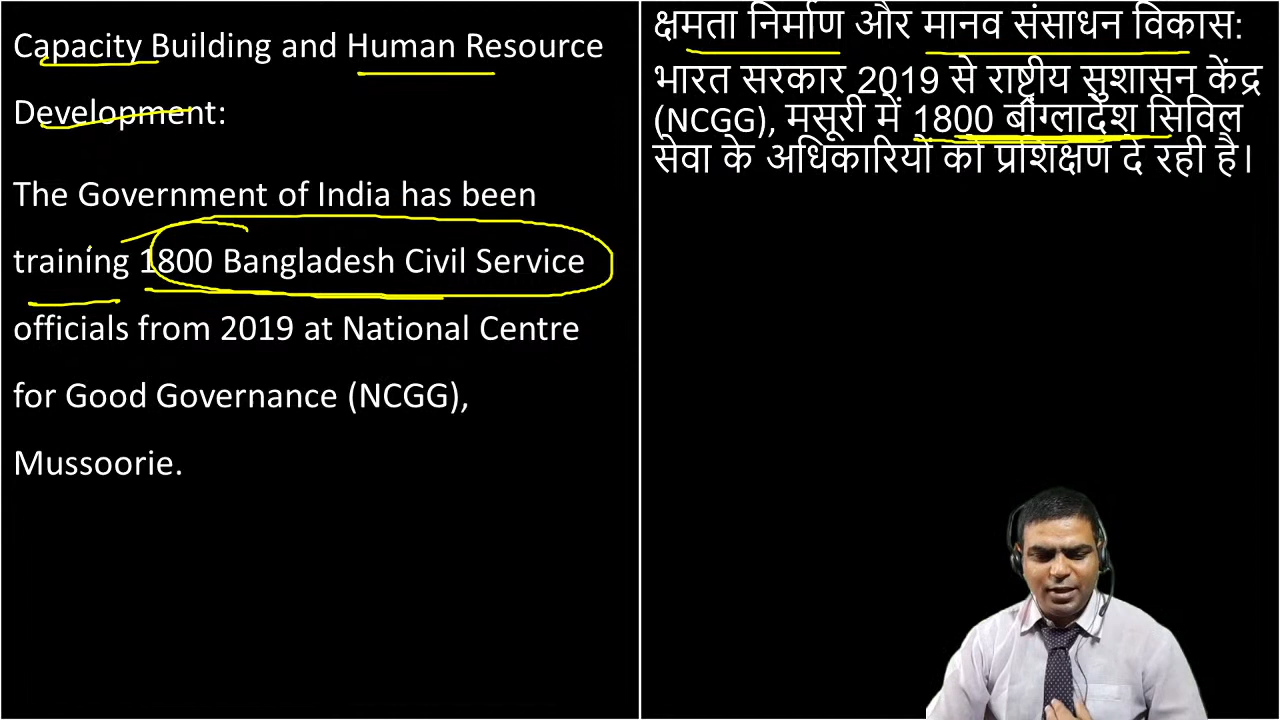 Capacity Building and Human Resource
Development:
The Government of India has been
training 1800 Bangladesh Civil Service
officials from 2019 at National Centre
for Good Governance (NCGG),
Mussoorie.
क्षमता निर्माण और मानव संसाधन विकास:
भारत सरकार 2019 से राष्ट्रीय सुशासन केंद्र
(NCGG), मसूरी में 1800 बांग्लादेश सिविल
सेवा के अधिकारियों को प्रशिक्षण दे रही है।